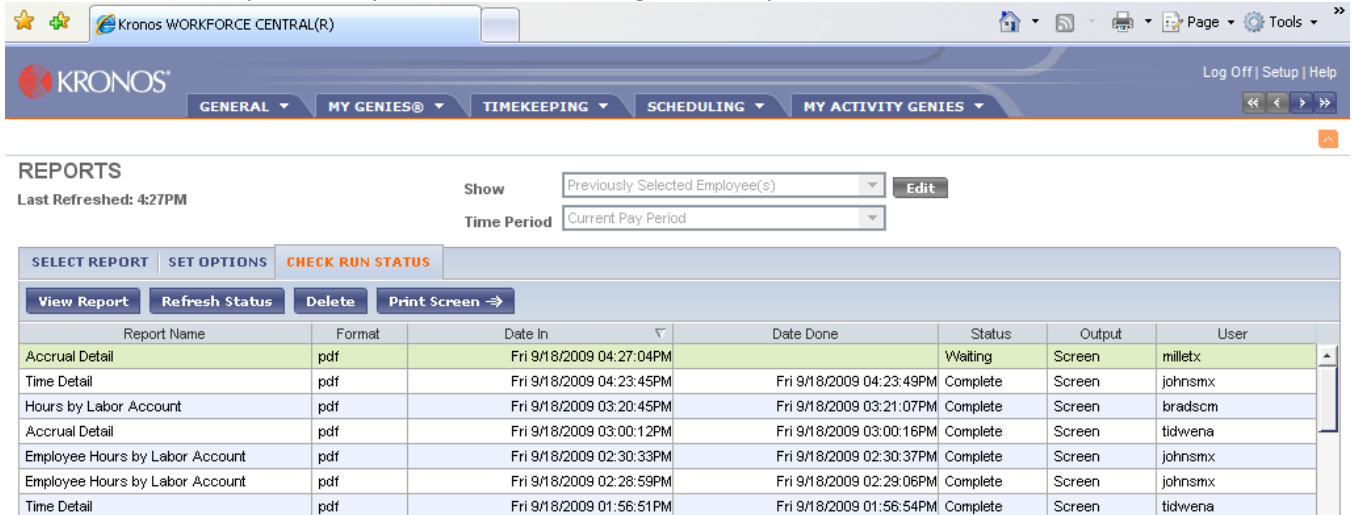 Kronos WORKFORCE CENTRAL(R)
Page Tools »
KRONOS®
Log Off | Setup | Help
GENERAL MY GENIES® TIMEKEEPING SCHEDULING MY ACTIVITY GENIES
REPORTS
Last Refreshed: 4:27PM
Show Previously Selected Employee(s) Edit
Time Period Current Pay Period
SELECT REPORT SET OPTIONS CHECK RUN STATUS
View Report Refresh Status Delete Print Screen
Report Name Format Date In Date Done Status Output User
Accrual Detail pdf Fri 9/18/2009 04:27:04PM Waiting Screen milletx
Time Detail pdf Fri 9/18/2009 04:23:45PM Fri 9/18/2009 04:23:49PM Complete Screen johnsmx
Hours by Labor Account pdf Fri 9/18/2009 03:20:45PM Fri 9/18/2009 03:21:07PM Complete Screen bradscm
Accrual Detail pdf Fri 9/18/2009 03:00:12PM Fri 9/18/2009 03:00:16PM Complete Screen tidwena
Employee Hours by Labor Account pdf Fri 9/18/2009 02:30:33PM Fri 9/18/2009 02:30:37PM Complete Screen johnsmx
Employee Hours by Labor Account pdf Fri 9/18/2009 02:28:59PM Fri 9/18/2009 02:29:06PM Complete Screen johnsmx
Time Detail pdf Fri 9/18/2009 01:56:51PM Fri 9/18/2009 01:56:54PM Complete Screen tidwena